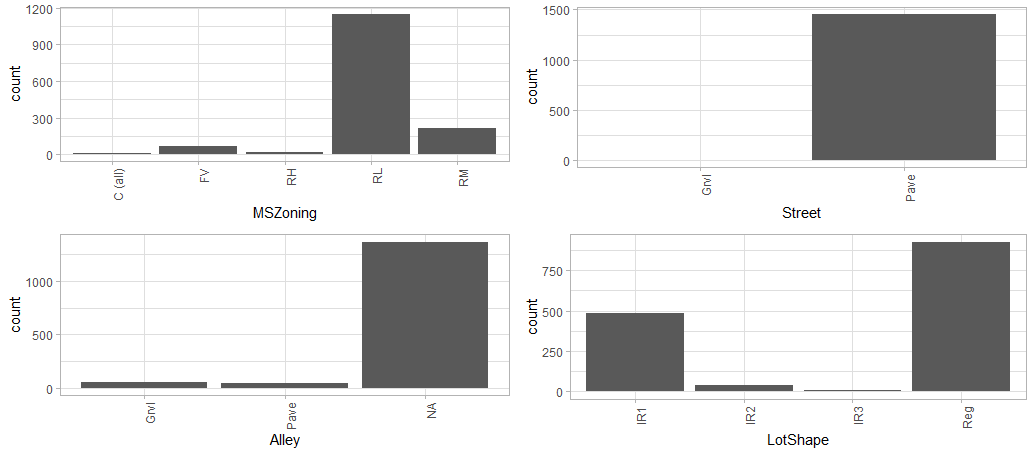 1200
900
600
300
0
count
C (all)
FV
RH
RL
RM
MSZoning
1500
1000
500
0
count
Grvl
Pave
Street
1000
500
0
count
Grvl
Pave
NA
Alley
750
500
250
0
count
IR1
IR2
IR3
Reg
LotShape